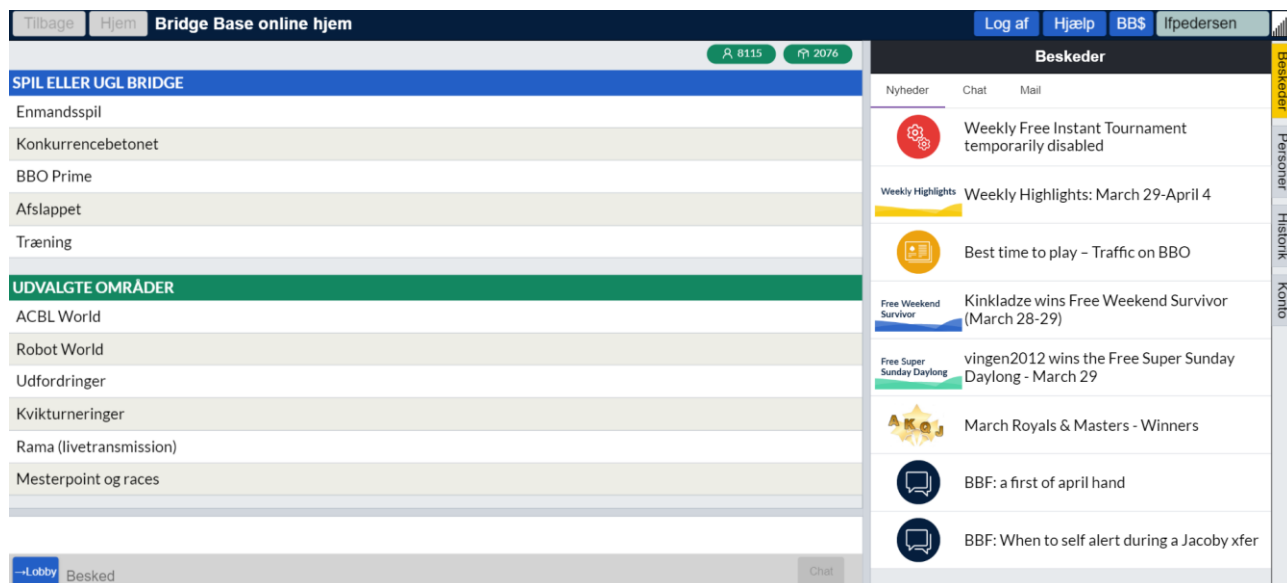 Tilbage Hjem Bridge Base online hjem Log af Hjælp BB$ lfpedersen
8115 2076
SPIL ELLER UGL BRIDGE
Enmandsspil
Konkurrencebetonet
BBO Prime
Afslappet
Træning
UDVALGTE OMRÅDER
ACBL World
Robot World
Udfordringer
Kvikturneringer
Rama (livetransmission)
Mesterpoint og races
→Lobby Besked Chat
Beskeder
Nyheder Chat Mail
Weekly Free Instant Tournament
temporarily disabled
Weekly Highlights
Weekly Highlights: March 29-April 4
Best time to play – Traffic on BBO
Free Weekend
Survivor
Kinkladze wins Free Weekend Survivor
(March 28-29)
Free Super
Sunday Daylong
vingen2012 wins the Free Super Sunday
Daylong - March 29
A K Q J
March Royals & Masters - Winners
BBF: a first of april hand
BBF: When to self alert during a Jacoby xfer
Beskeder
Personer
Historik
Konto